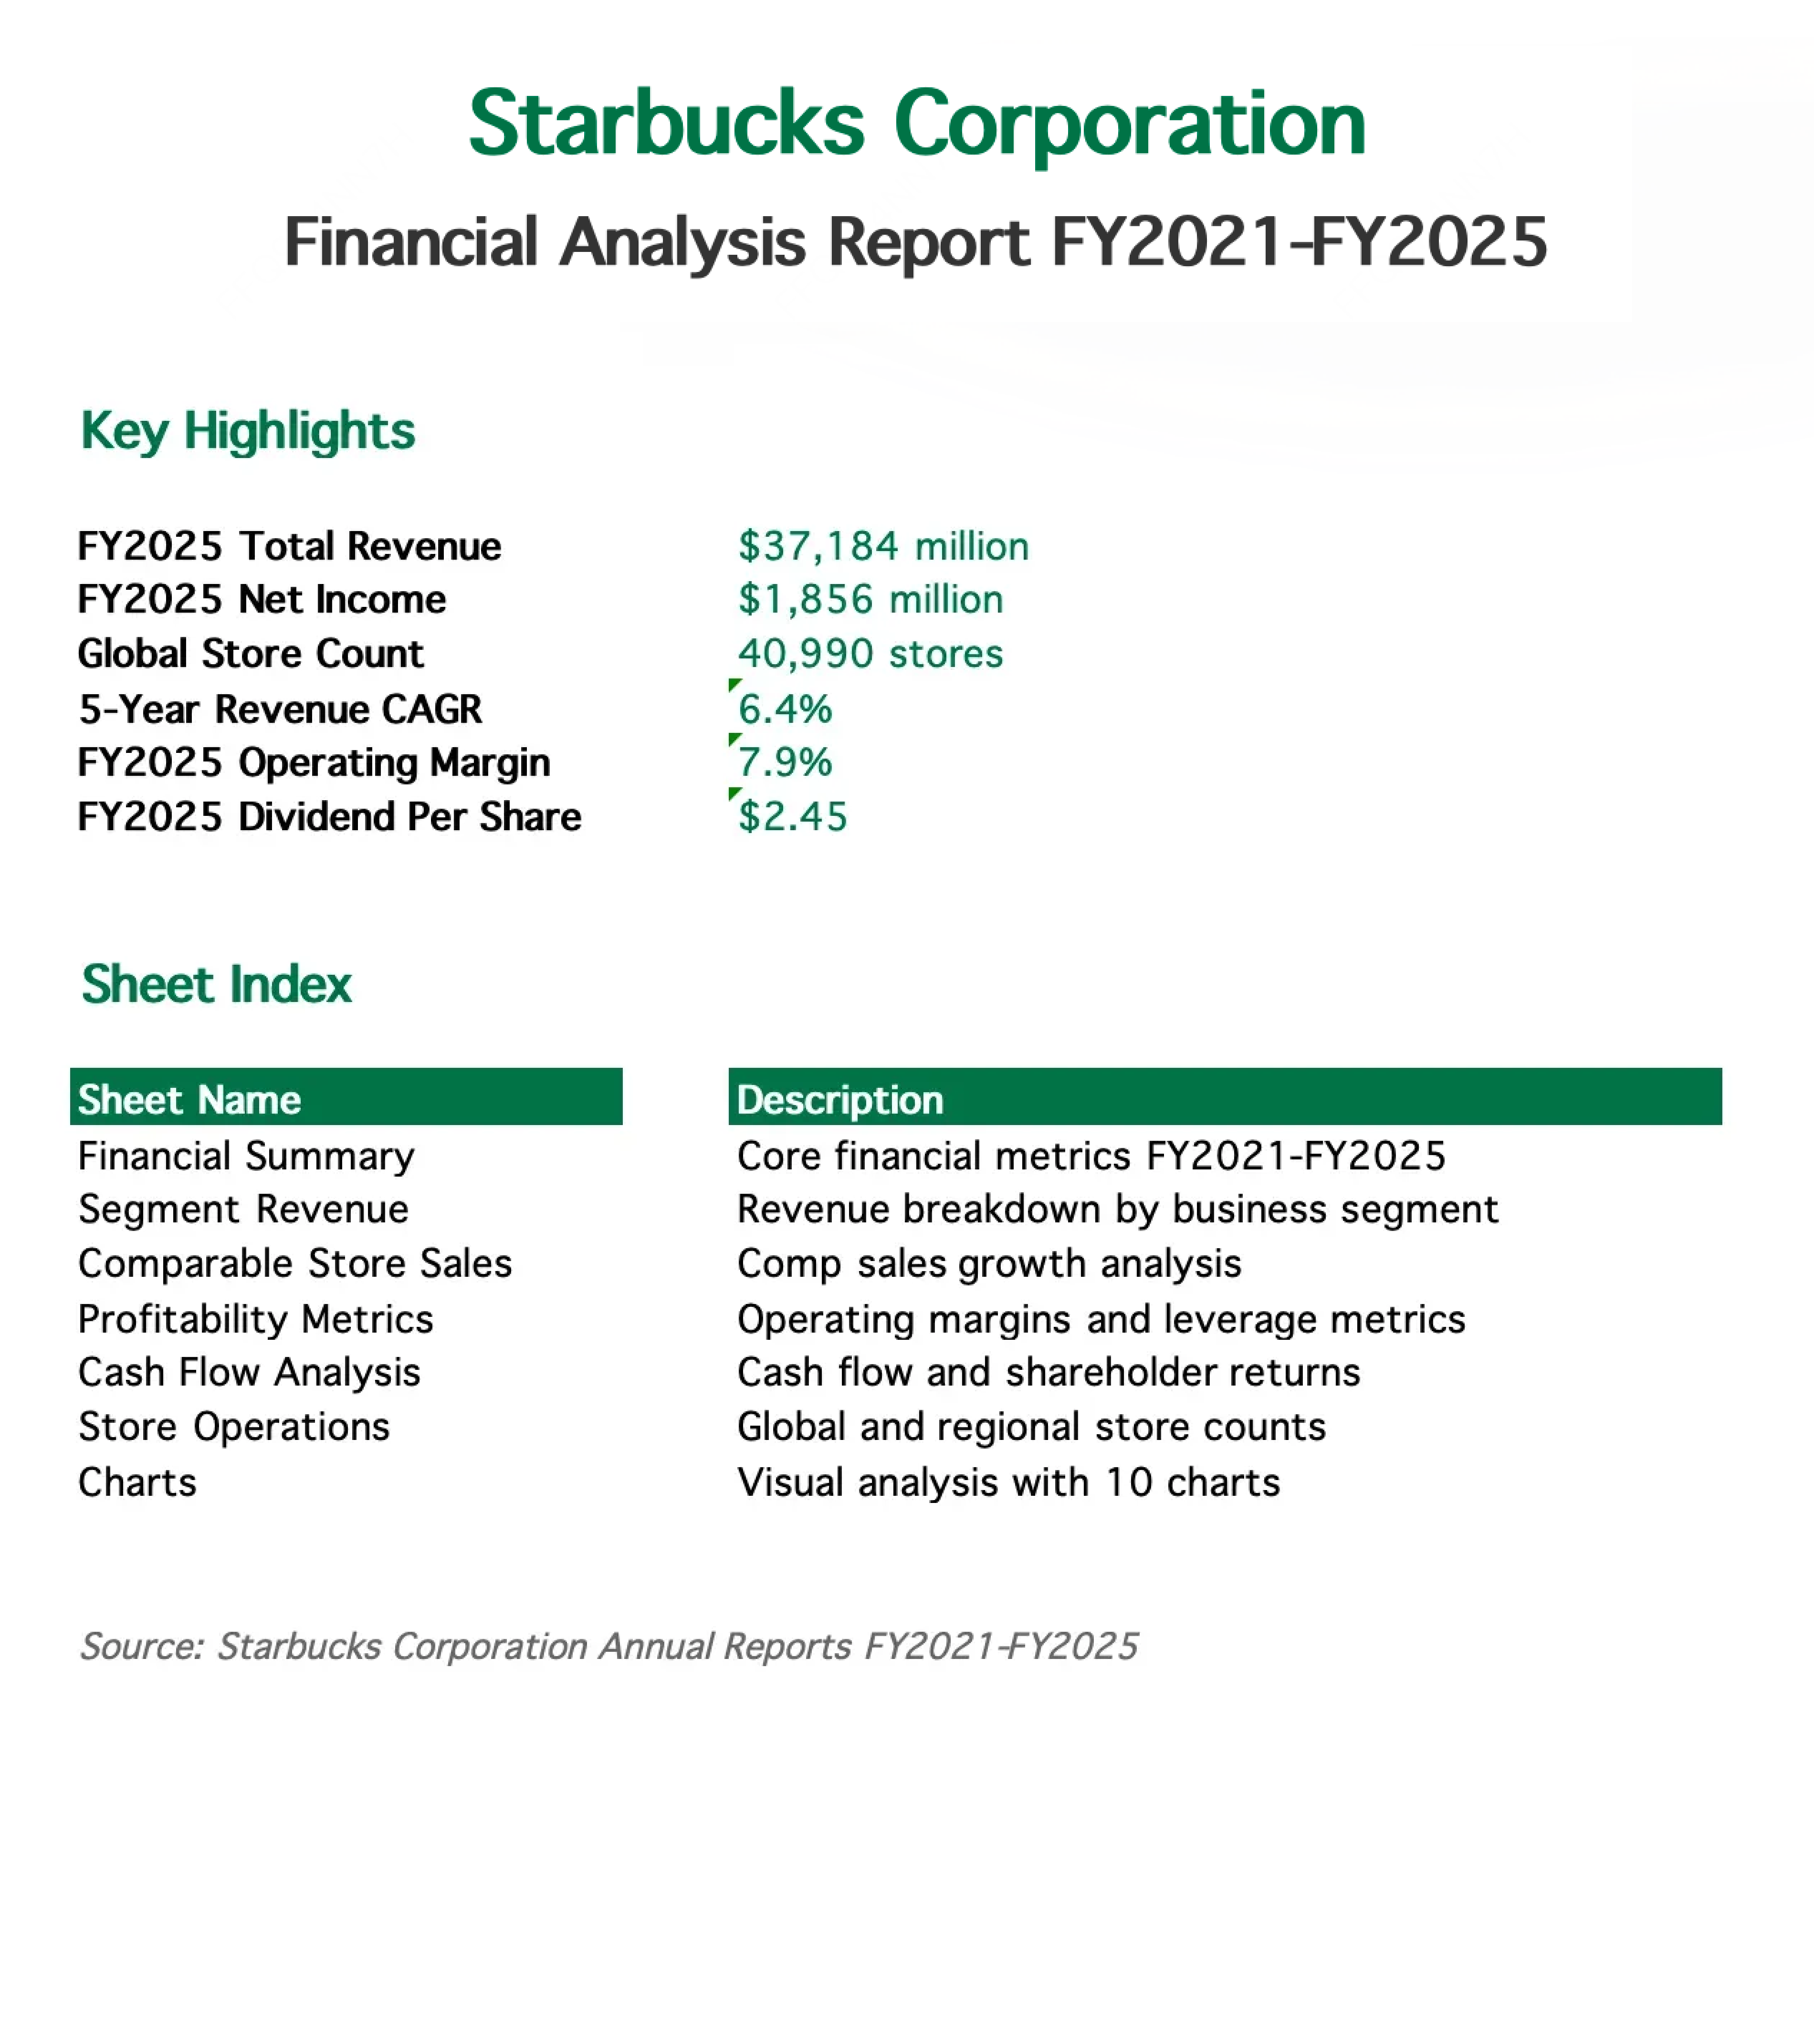 Starbucks Corporation
Financial Analysis Report FY2021-FY2025
Key Highlights
FY2025 Total Revenue $37,184 million
FY2025 Net Income $1,856 million
Global Store Count 40,990 stores
5-Year Revenue CAGR 6.4%
FY2025 Operating Margin 7.9%
FY2025 Dividend Per Share $2.45
Sheet Index
Sheet Name Description
Financial Summary Core financial metrics FY2021-FY2025
Segment Revenue Revenue breakdown by business segment
Comparable Store Sales Comp sales growth analysis
Profitability Metrics Operating margins and leverage metrics
Cash Flow Analysis Cash flow and shareholder returns
Store Operations Global and regional store counts
Charts Visual analysis with 10 charts
Source: Starbucks Corporation Annual Reports FY2021-FY2025